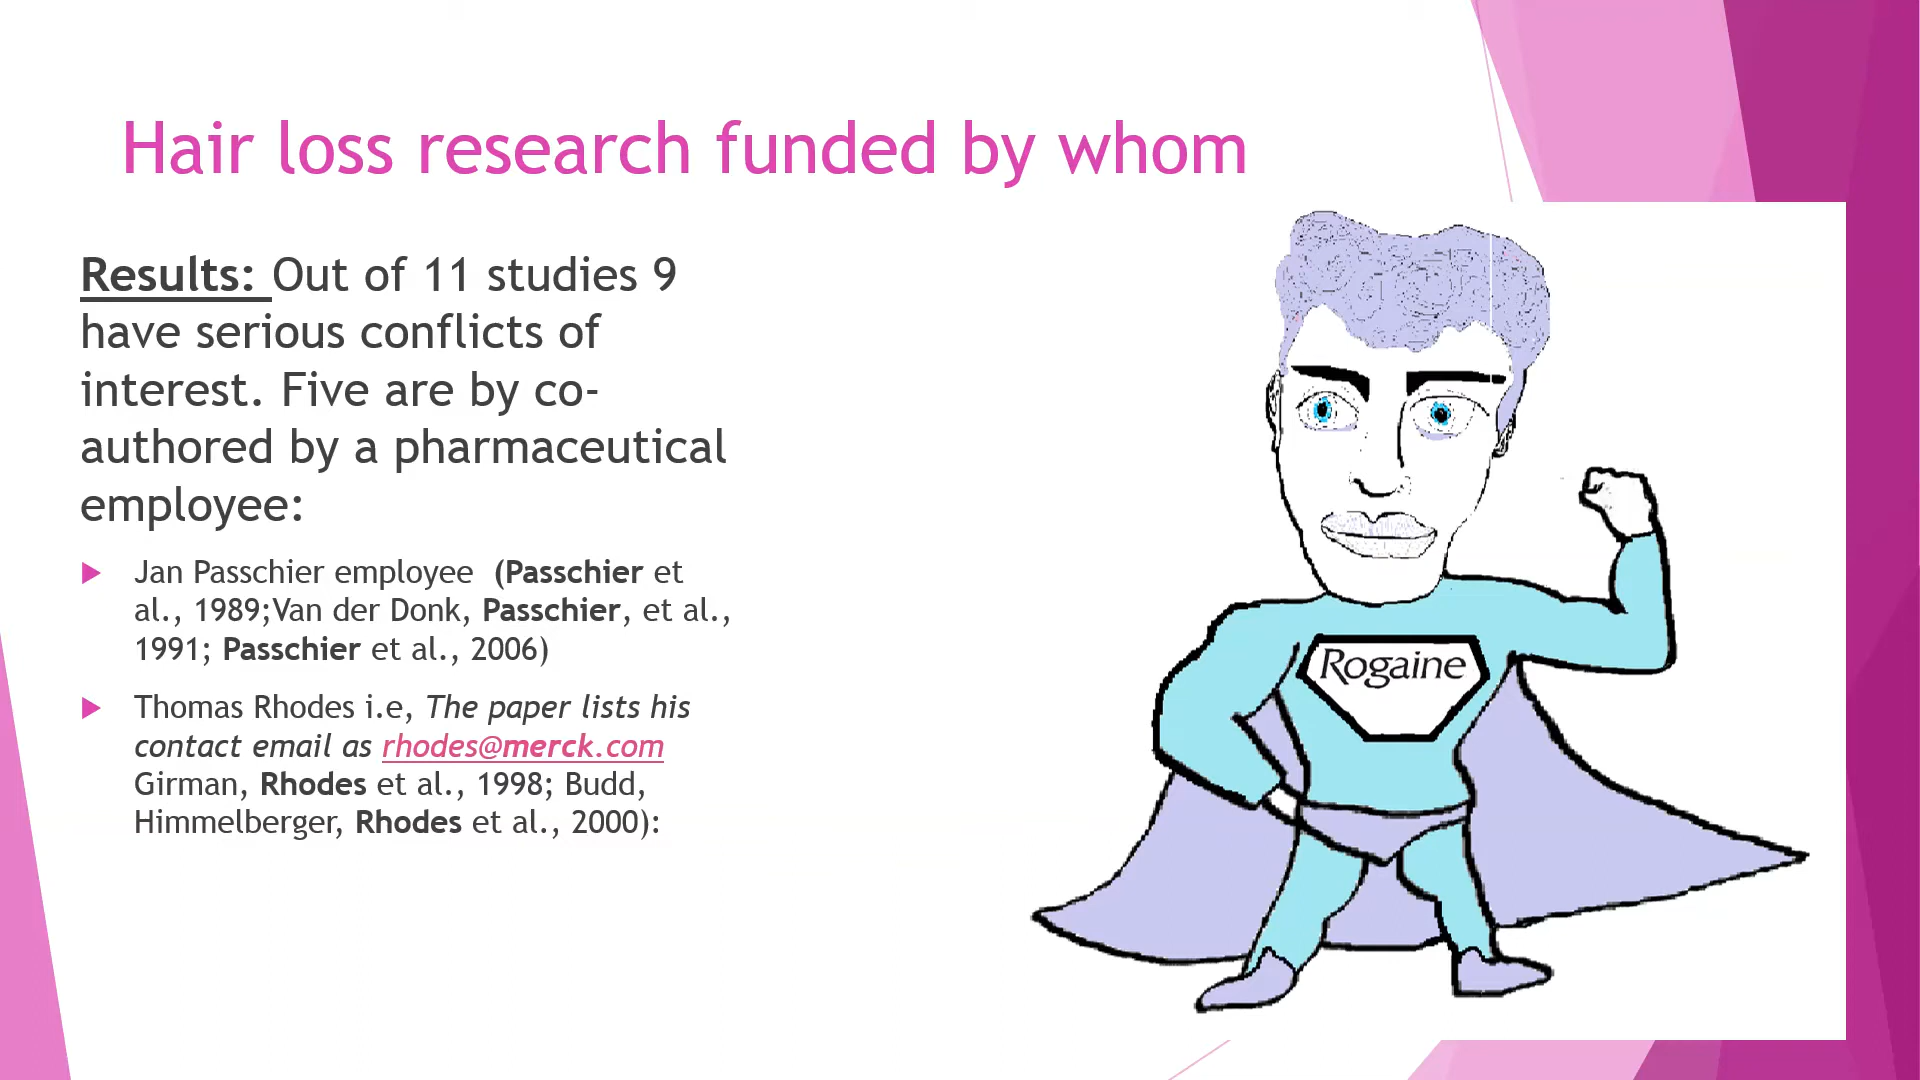 Hair loss research funded by whom
Results: Out of 11 studies 9
have serious conflicts of
interest. Five are by co-
authored by a pharmaceutical
employee:
Jan Passchier employee (Passchier et
al., 1989;Van der Donk, Passchier, et al.,
1991; Passchier et al., 2006)
Thomas Rhodes i.e, The paper lists his
contact email as rhodes@merck.com
Girman, Rhodes et al., 1998; Budd,
Himmelberger, Rhodes et al., 2000):
Rogaine